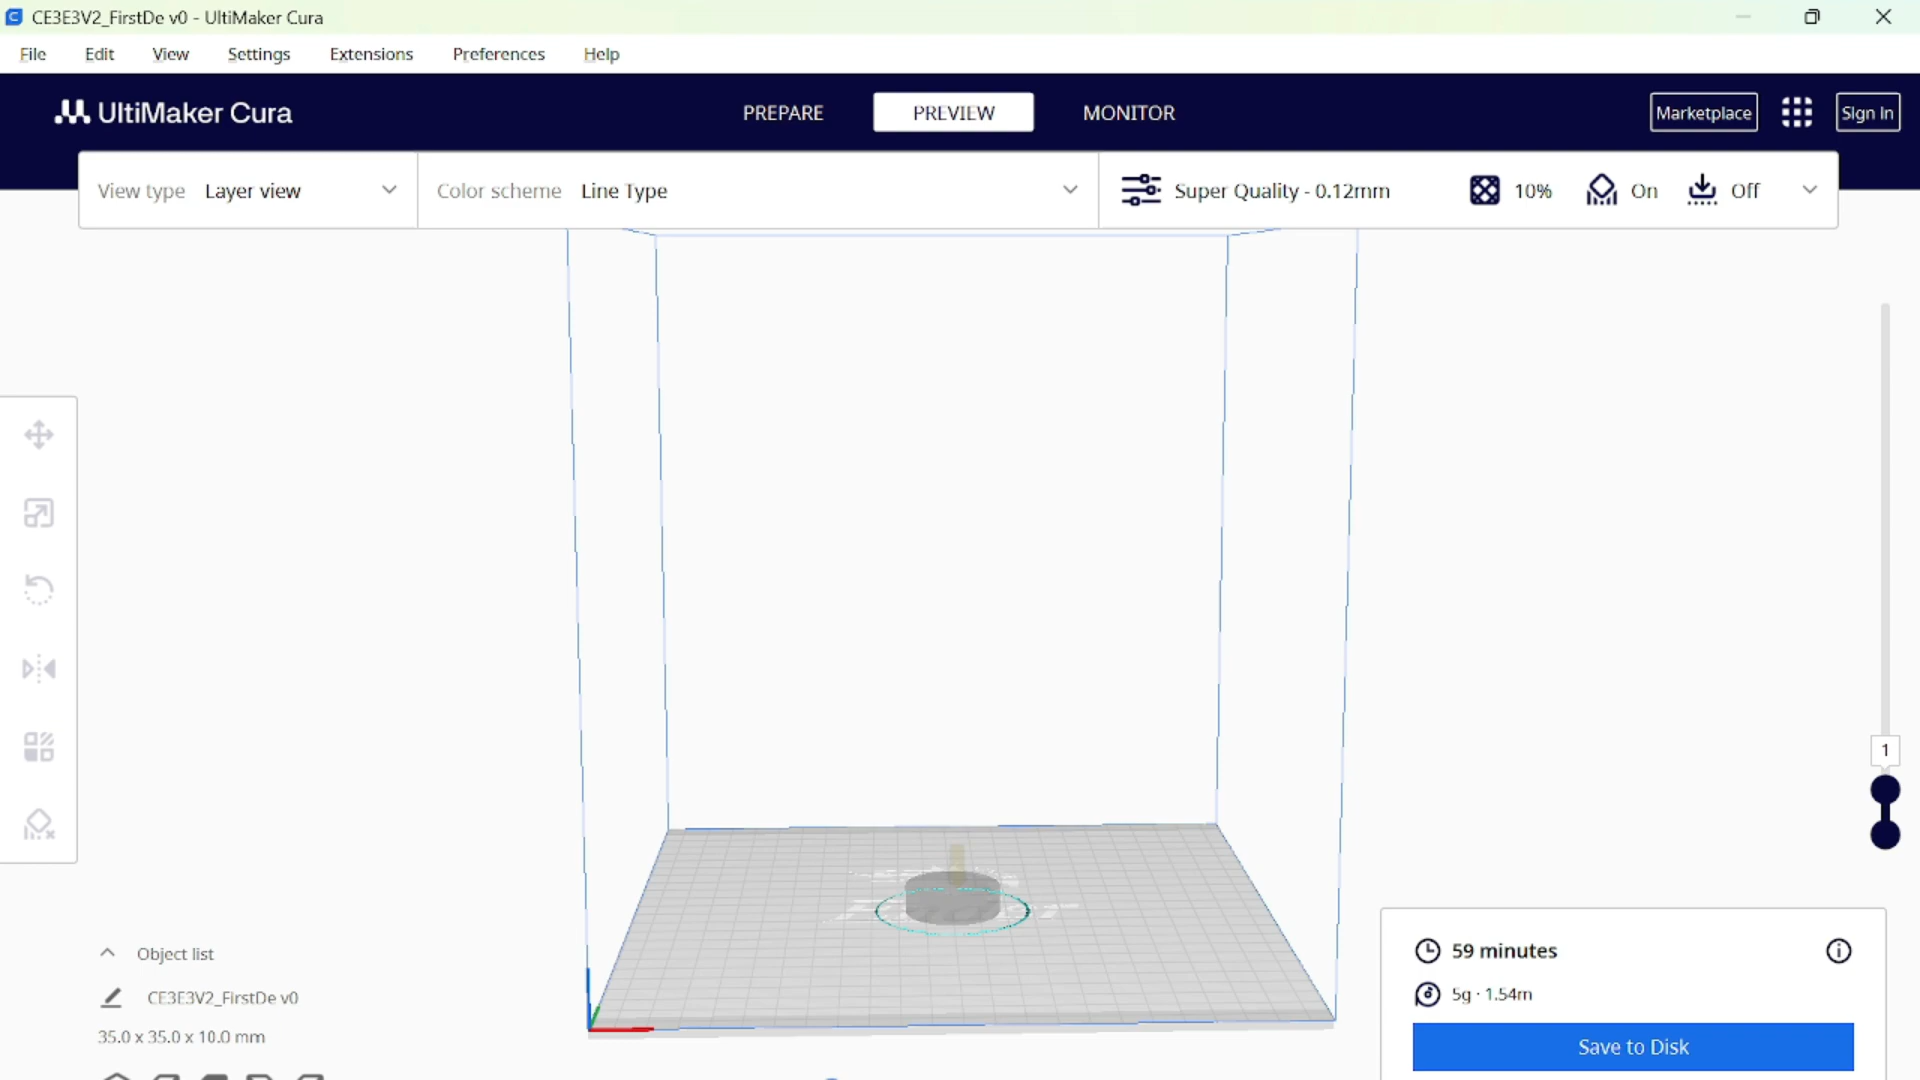 CE3E3V2_FirstDe v0 - UltiMaker Cura
File Edit View Settings Extensions Preferences Help
UltiMaker Cura PREPARE PREVIEW MONITOR Marketplace Sign In
View type Layer view Color scheme Line Type Super Quality - 0.12mm 10% On Off
1
Object list
CE3E3V2_FirstDe v0
35.0 x 35.0 x 10.0 mm
59 minutes
5g · 1.54m
Save to Disk